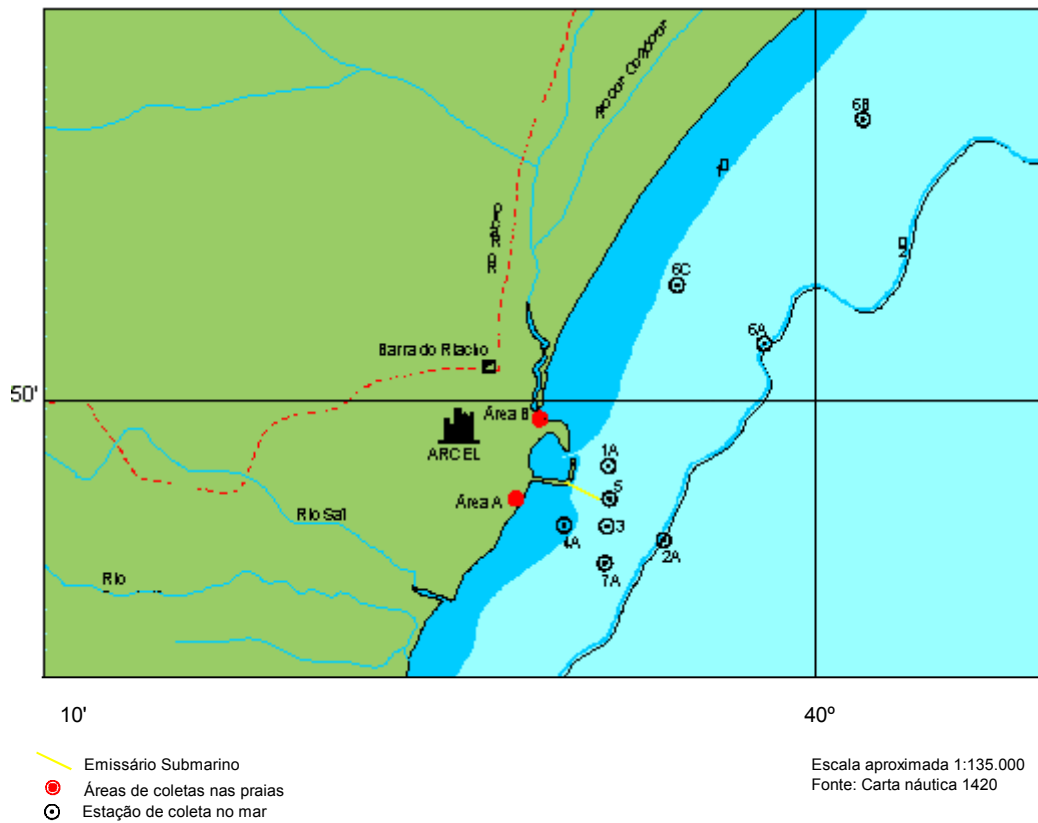 6B
6C
6A
Barra do Riacho
50'
Área B
ARCEL
1A
Área A
5
Rio Saí
3
4A
2A
7A
Rio
10'
40º
Emissário Submarino
Áreas de coletas nas praias
Estação de coleta no mar
Escala aproximada 1:135.000
Fonte: Carta náutica 1420